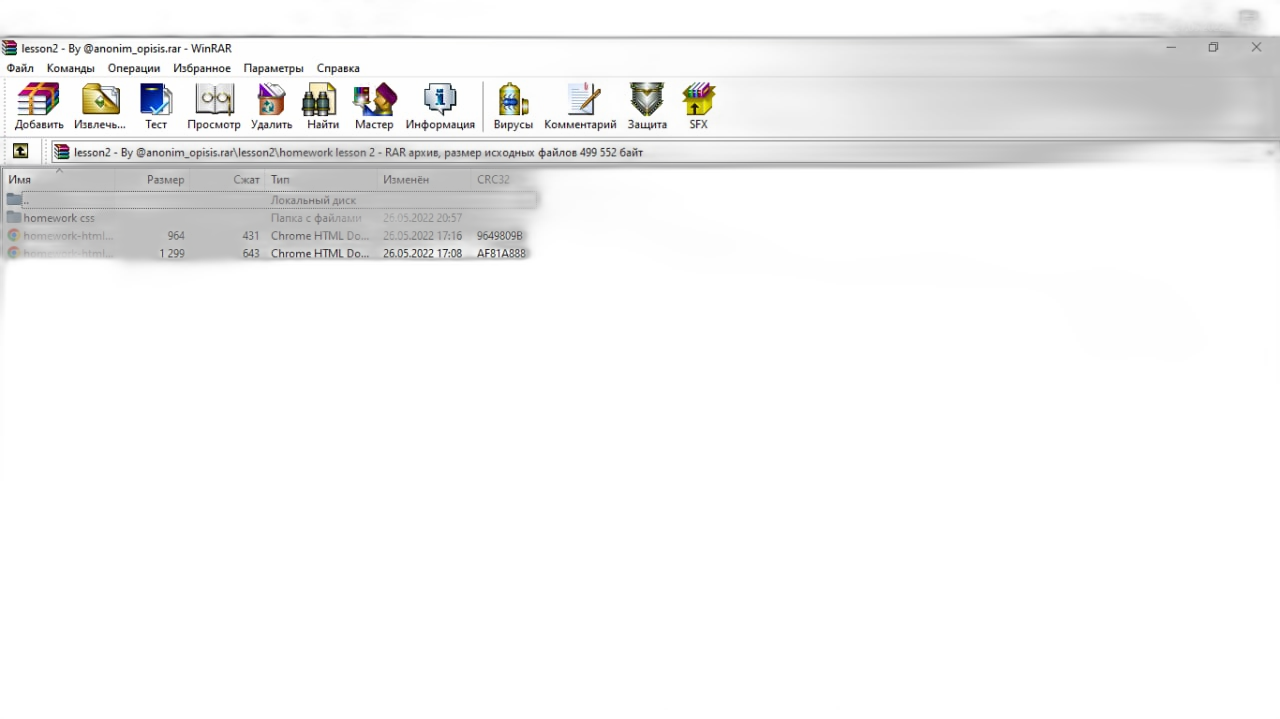 lesson2 - By @anonim_opisis.rar - WinRAR
Файл Команды Операции Избранное Параметры Справка
Добавить Извлечь... Тест Просмотр Удалить Найти Мастер Информация Вирусы Комментарий Защита SFX
lesson2 - By @anonim_opisis.rar\lesson2\homework lesson 2 - RAR архив, размер исходных файлов 499 552 байт
Имя Размер Сжат Тип Изменён CRC32
.. Локальный диск
homework css Папка с файлами 26.05.2022 20:57
homework-html... 964 431 Chrome HTML Do... 26.05.2022 17:16 9649809B
homework-html... 1 299 643 Chrome HTML Do... 26.05.2022 17:08 AF81A888